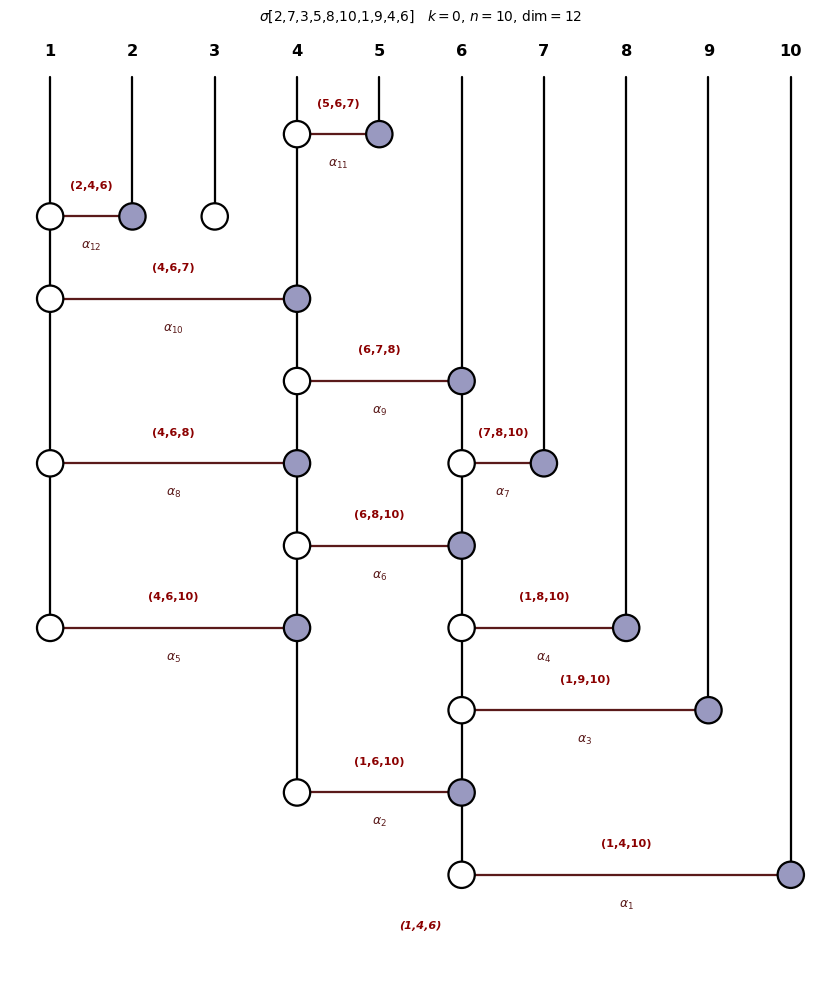 σ[2,7,3,5,8,10,1,9,4,6]   k=0, n=10, dim=12
1 2 3 4 5 6 7 8 9 10
(5,6,7)
α₁₁
(2,4,6)
α₁₂
(4,6,7)
α₁₀
(6,7,8)
α₉
(4,6,8) (7,8,10)
α₈ α₇
(6,8,10)
α₆
(4,6,10) (1,8,10)
α₅ α₄
(1,9,10)
α₃
(1,6,10)
α₂
(1,4,10)
α₁
(1,4,6)